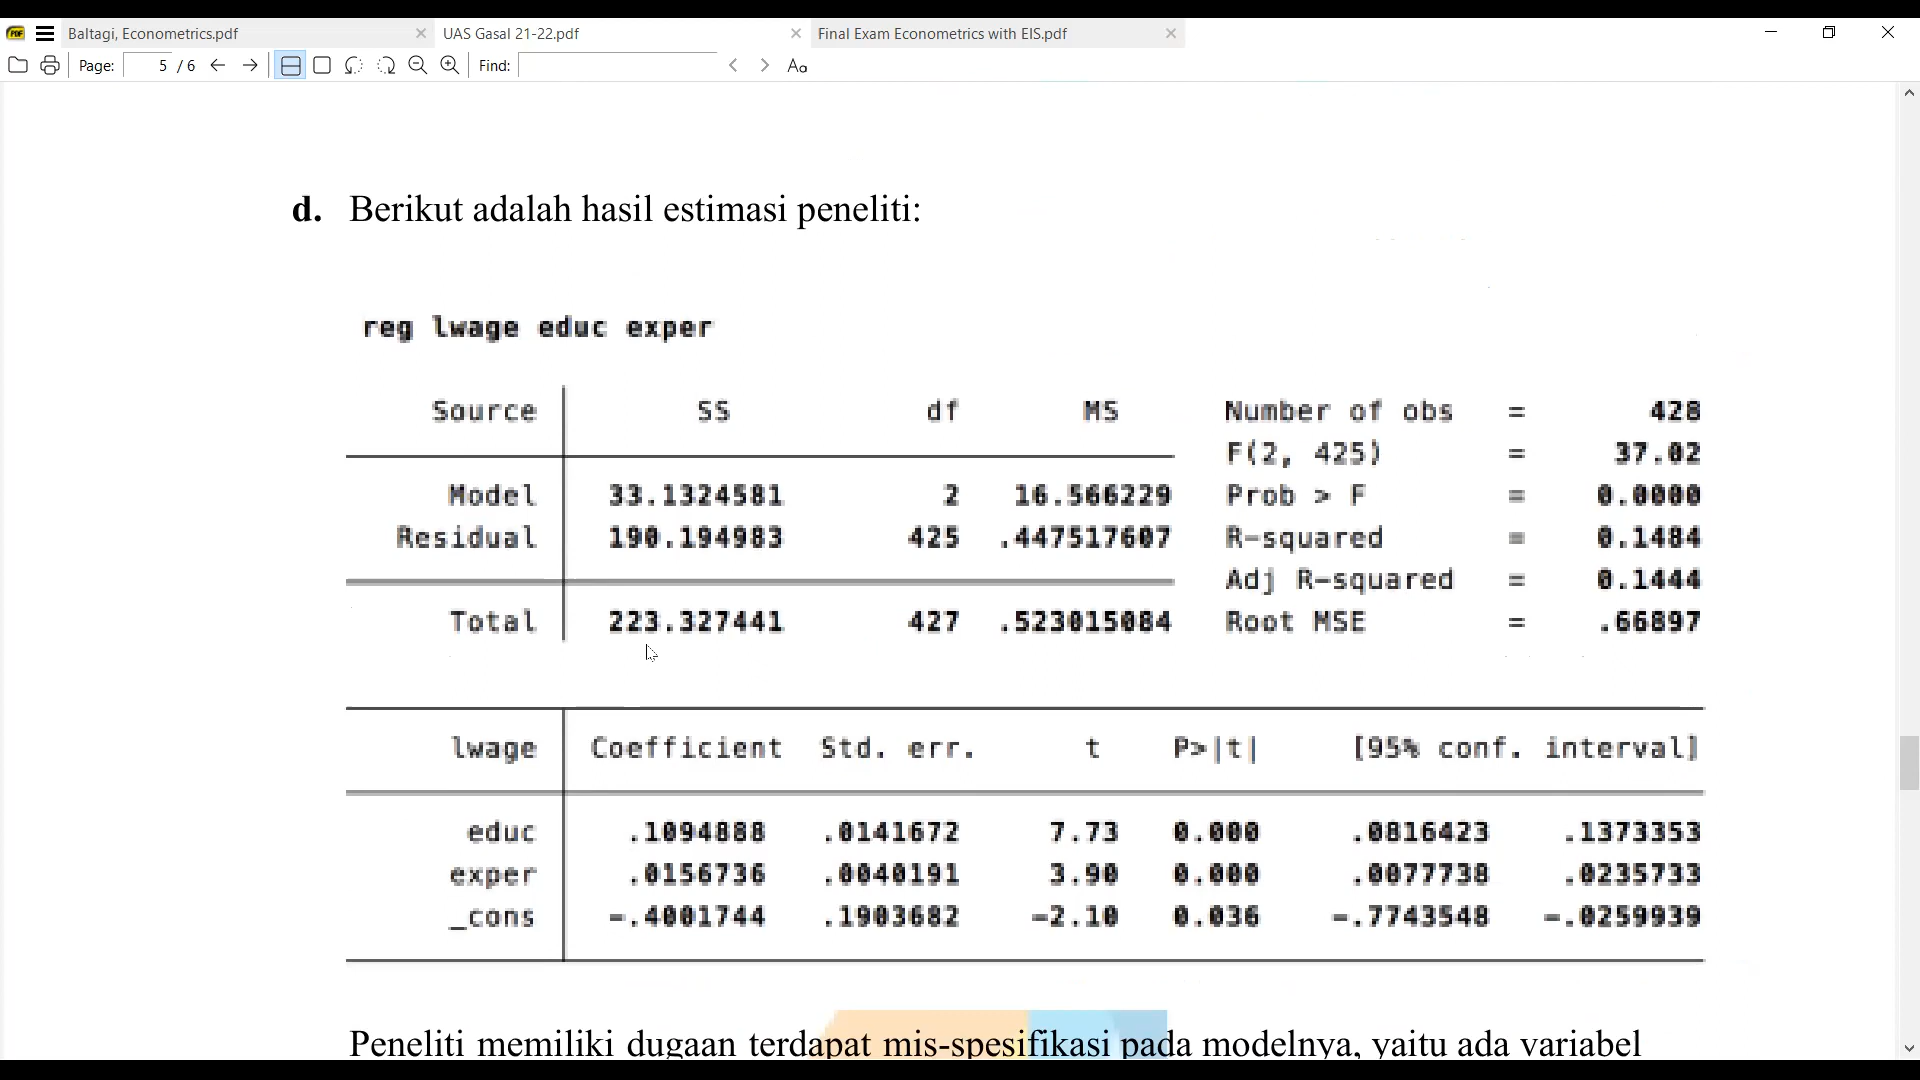 Baltagi, Econometrics.pdf UAS Gasal 21-22.pdf Final Exam Econometrics with EIS.pdf
Page: 5 / 6 Find: Aa
d. Berikut adalah hasil estimasi peneliti:
reg lwage educ exper
Source SS df MS Number of obs = 428
F(2, 425) = 37.02
Model 33.1324581 2 16.566229 Prob > F = 0.0000
Residual 190.194983 425 .447517607 R-squared = 0.1484
Adj R-squared = 0.1444
Total 223.327441 427 .523015084 Root MSE = .66897
lwage Coefficient Std. err. t P>|t| [95% conf. interval]
educ .1094888 .0141672 7.73 0.000 .0816423 .1373353
exper .0156736 .0040191 3.90 0.000 .0077738 .0235733
_cons -.4001744 .1903682 -2.10 0.036 -.7743548 -.0259939
Peneliti memiliki dugaan terdapat mis-spesifikasi pada modelnya, yaitu ada variabel